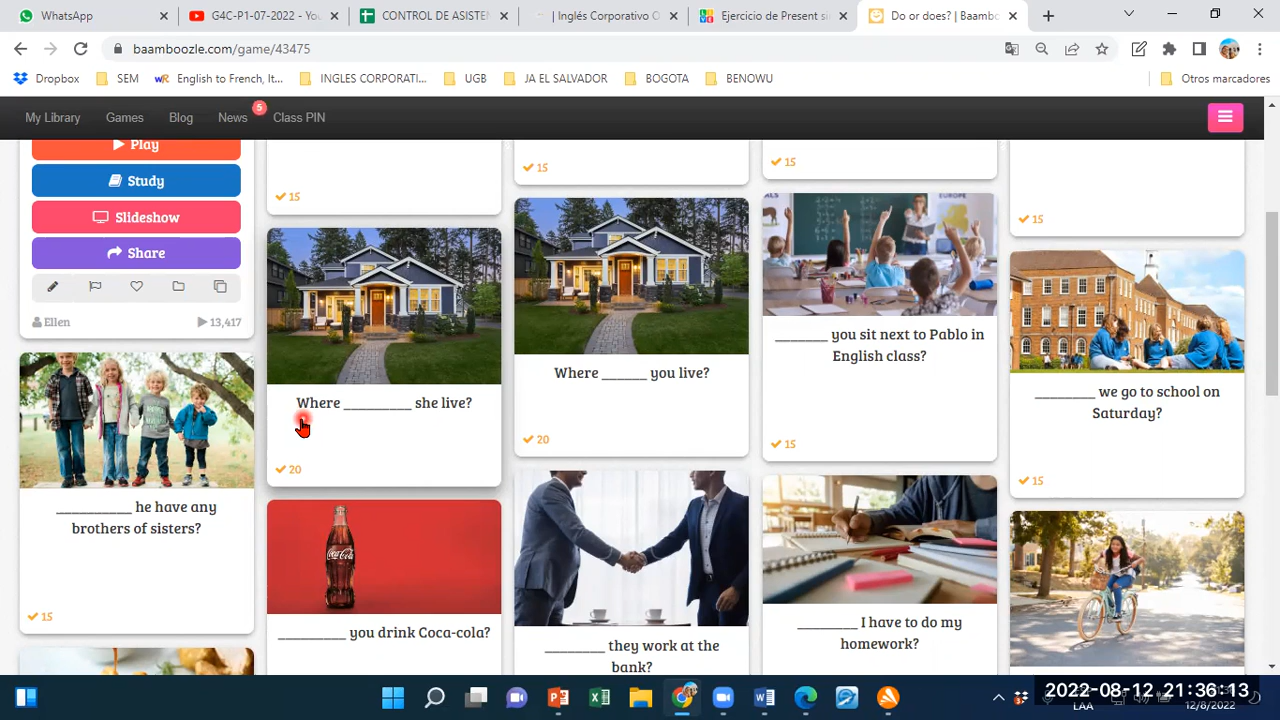 WhatsApp
G4C-P1-07-2022 - Yo
CONTROL DE ASISTE
| Inglés Corporativo O
Ejercicio de Present si
Do or does? | Baamb
baamboozle.com/game/43475
Dropbox
SEM
English to French, It...
INGLES CORPORATI...
UGB
JA EL SALVADOR
BOGOTA
BENOWU
Otros marcadores
My Library
Games
Blog
News
5
Class PIN
Play
Study
Slideshow
Share
Ellen
13,417
15
15
15
15
Where _________ she live?
20
Where ______ you live?
20
_______ you sit next to Pablo in
English class?
15
________ we go to school on
Saturday?
15
__________ he have any
brothers of sisters?
15
Coca-Cola
_________ you drink Coca-cola?
________ they work at the
bank?
________ I have to do my
homework?
2022-08-12 21:36:13
LAA
12/8/2022